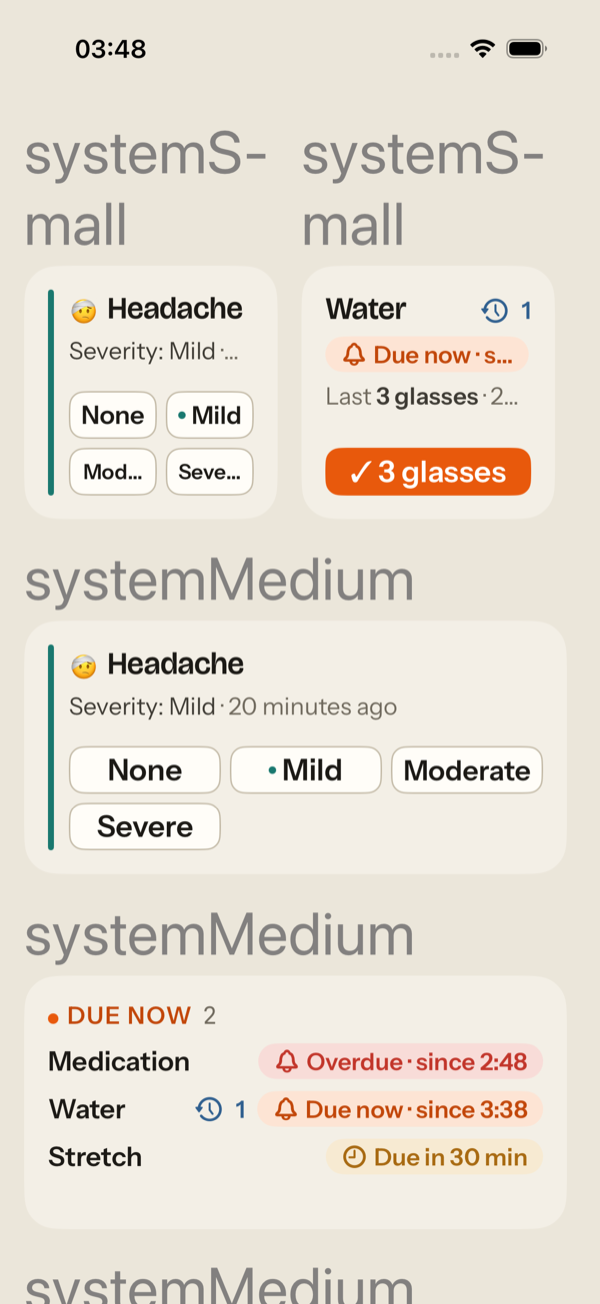 03:48
systemS-
mall
systemS-
mall
🤕 Headache
Severity: Mild ·...
None
• Mild
Mod...
Seve...
Water
1
Due now · s...
Last 3 glasses · 2...
✓ 3 glasses
systemMedium
🤕 Headache
Severity: Mild · 20 minutes ago
None
• Mild
Moderate
Severe
systemMedium
• DUE NOW 2
Medication
Overdue · since 2:48
Water
1
Due now · since 3:38
Stretch
Due in 30 min
systemMedium